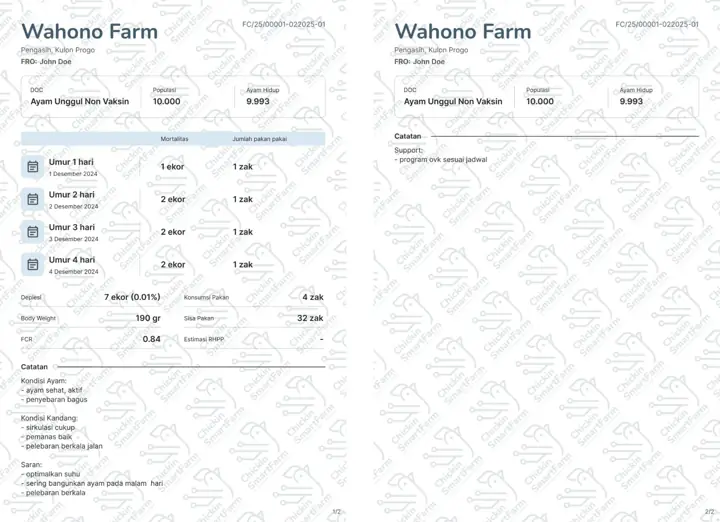 Wahono Farm
FC/25/00001-022025-01
Pengasih, Kulon Progo
FRO: John Doe
DOC
Ayam Unggul Non Vaksin
Populasi
10.000
Ayam Hidup
9.993
Mortalitas
Jumlah pakan pakai
Umur 1 hari
1 Desember 2024
1 ekor
1 zak
Umur 2 hari
2 Desember 2024
2 ekor
1 zak
Umur 3 hari
3 Desember 2024
2 ekor
1 zak
Umur 4 hari
4 Desember 2024
2 ekor
1 zak
Deplesi
7 ekor (0.01%)
Konsumsi Pakan
4 zak
Body Weight
190 gr
Sisa Pakan
32 zak
FCR
0.84
Estimasi RHPP
-
Catatan
Kondisi Ayam:
- ayam sehat, aktif
- penyebaran bagus
Kondisi Kandang:
- sirkulasi cukup
- pemanas baik
- pelebaran berkala jalan
Saran:
- optimalkan suhu
- sering bangunkan ayam pada malam hari
- pelebaran berkala
1/2
Wahono Farm
FC/25/00001-022025-01
Pengasih, Kulon Progo
FRO: John Doe
DOC
Ayam Unggul Non Vaksin
Populasi
10.000
Ayam Hidup
9.993
Catatan
Support:
- program ovk sesuai jadwal
2/2
Chickin
SmartFarm